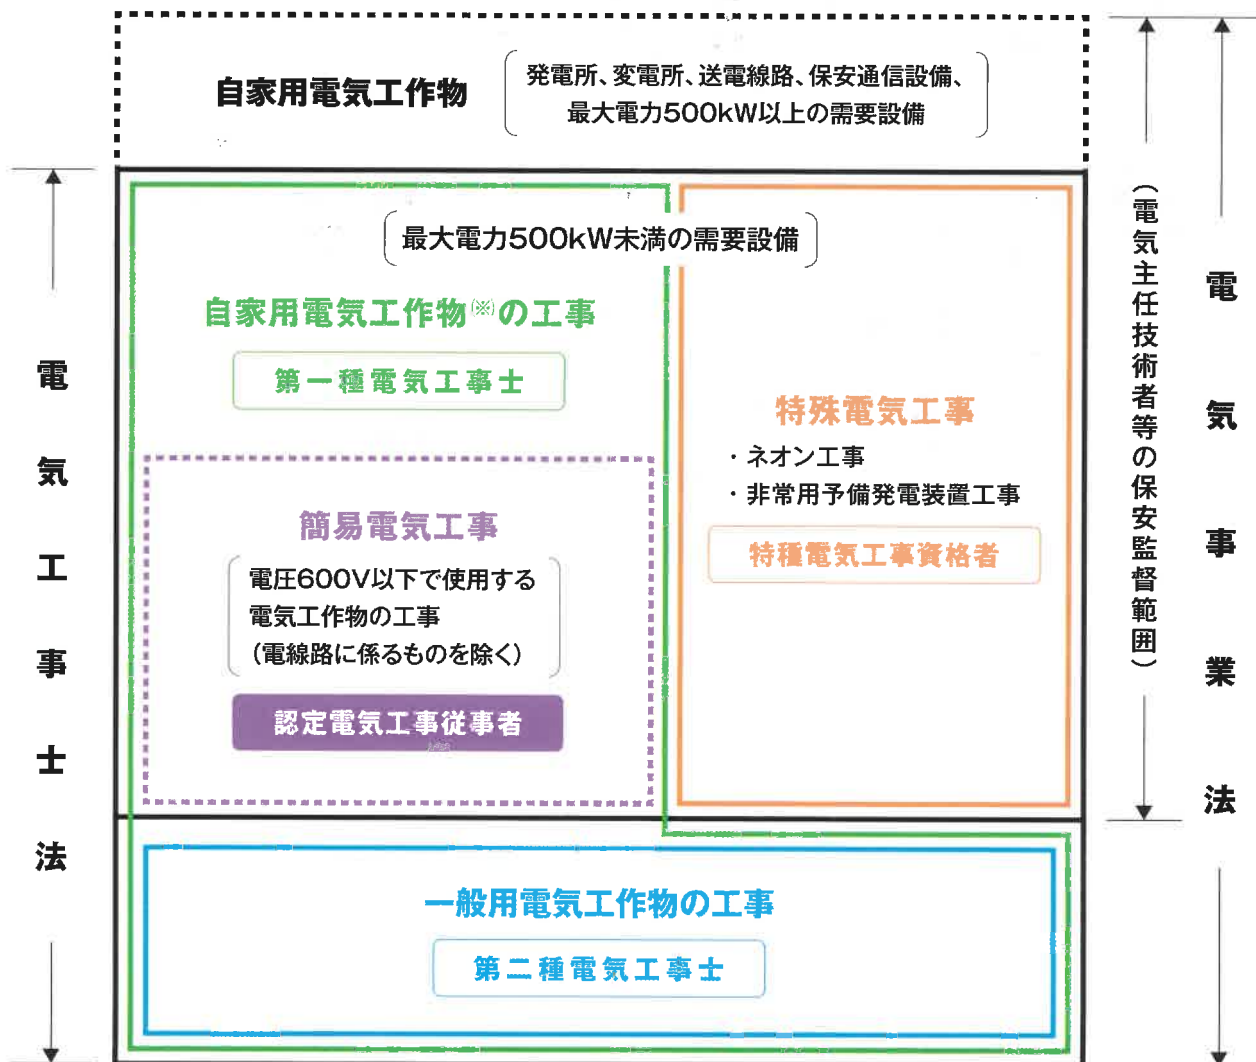 自家用電気工作物
発電所、変電所、送電線路、保安通信設備、
最大電力500kW以上の需要設備
最大電力500kW未満の需要設備
自家用電気工作物(※)の工事
第一種電気工事士
簡易電気工事
電圧600V以下で使用する
電気工作物の工事
(電線路に係るものを除く)
認定電気工事従事者
特殊電気工事
・ネオン工事
・非常用予備発電装置工事
特種電気工事資格者
一般用電気工作物の工事
第二種電気工事士
電気工事士法
(電気主任技術者等の保安監督範囲)
電気事業法